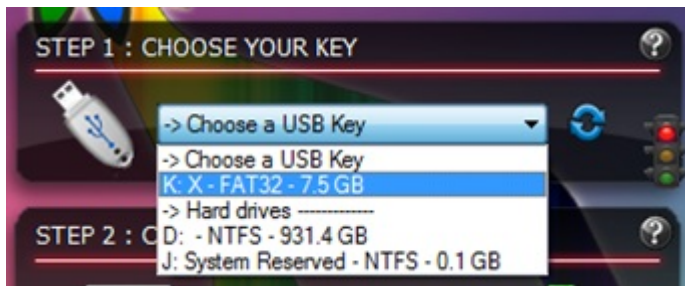 STEP 1 : CHOOSE YOUR KEY
?
-> Choose a USB Key
-> Choose a USB Key
K: X - FAT32 - 7.5 GB
-> Hard drives -------------
D:  - NTFS - 931.4 GB
J: System Reserved - NTFS - 0.1 GB
STEP 2 : C
?